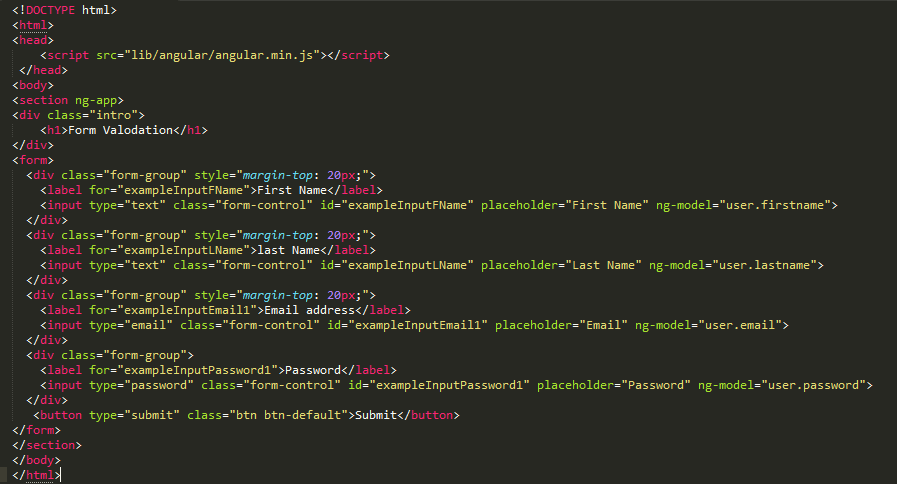 <!DOCTYPE html>
<html>
<head>
    <script src="lib/angular/angular.min.js"></script>
 </head>
<body>
<section ng-app>
<div class="intro">
    <h1>Form Valodation</h1>
</div>
<form>
  <div class="form-group" style="margin-top: 20px;">
    <label for="exampleInputFName">First Name</label>
    <input type="text" class="form-control" id="exampleInputFName" placeholder="First Name" ng-model="user.firstname">
  </div>
  <div class="form-group" style="margin-top: 20px;">
    <label for="exampleInputLName">last Name</label>
    <input type="text" class="form-control" id="exampleInputLName" placeholder="Last Name" ng-model="user.lastname">
  </div>
  <div class="form-group" style="margin-top: 20px;">
    <label for="exampleInputEmail1">Email address</label>
    <input type="email" class="form-control" id="exampleInputEmail1" placeholder="Email" ng-model="user.email">
  </div>
  <div class="form-group">
    <label for="exampleInputPassword1">Password</label>
    <input type="password" class="form-control" id="exampleInputPassword1" placeholder="Password" ng-model="user.password">
  </div>
   <button type="submit" class="btn btn-default">Submit</button>
</form>
</section>
</body>
</html>